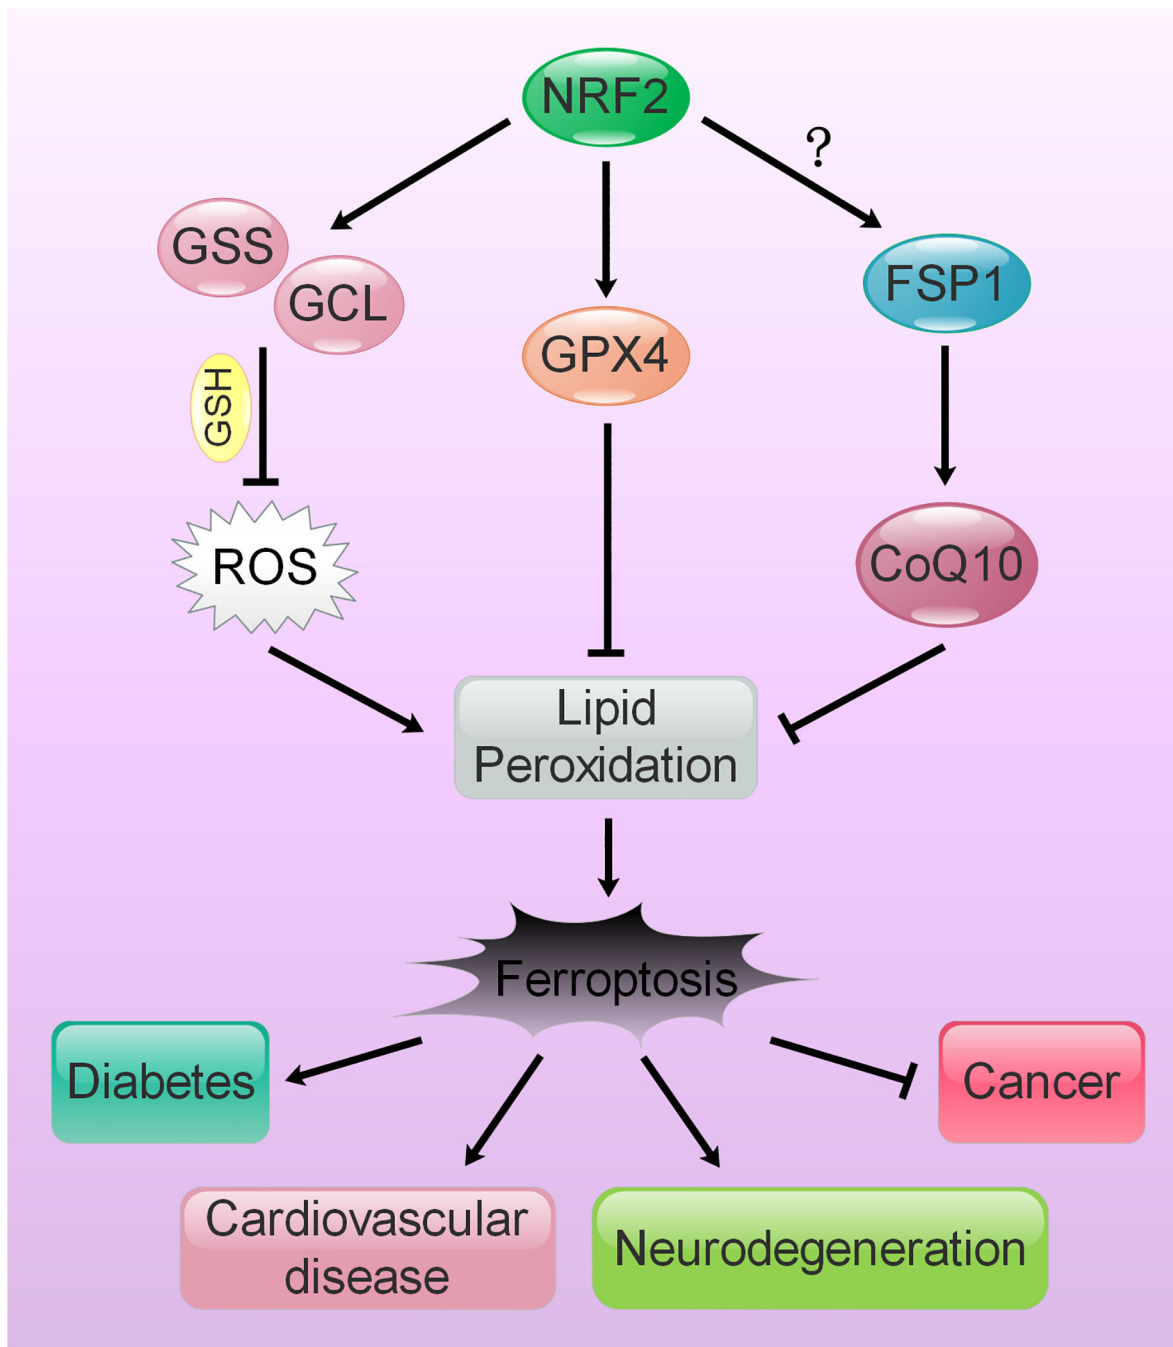 NRF2
?
GSS
GCL
FSP1
GPX4
GSH
ROS
CoQ10
Lipid
Peroxidation
Ferroptosis
Diabetes
Cancer
Cardiovascular
disease
Neurodegeneration